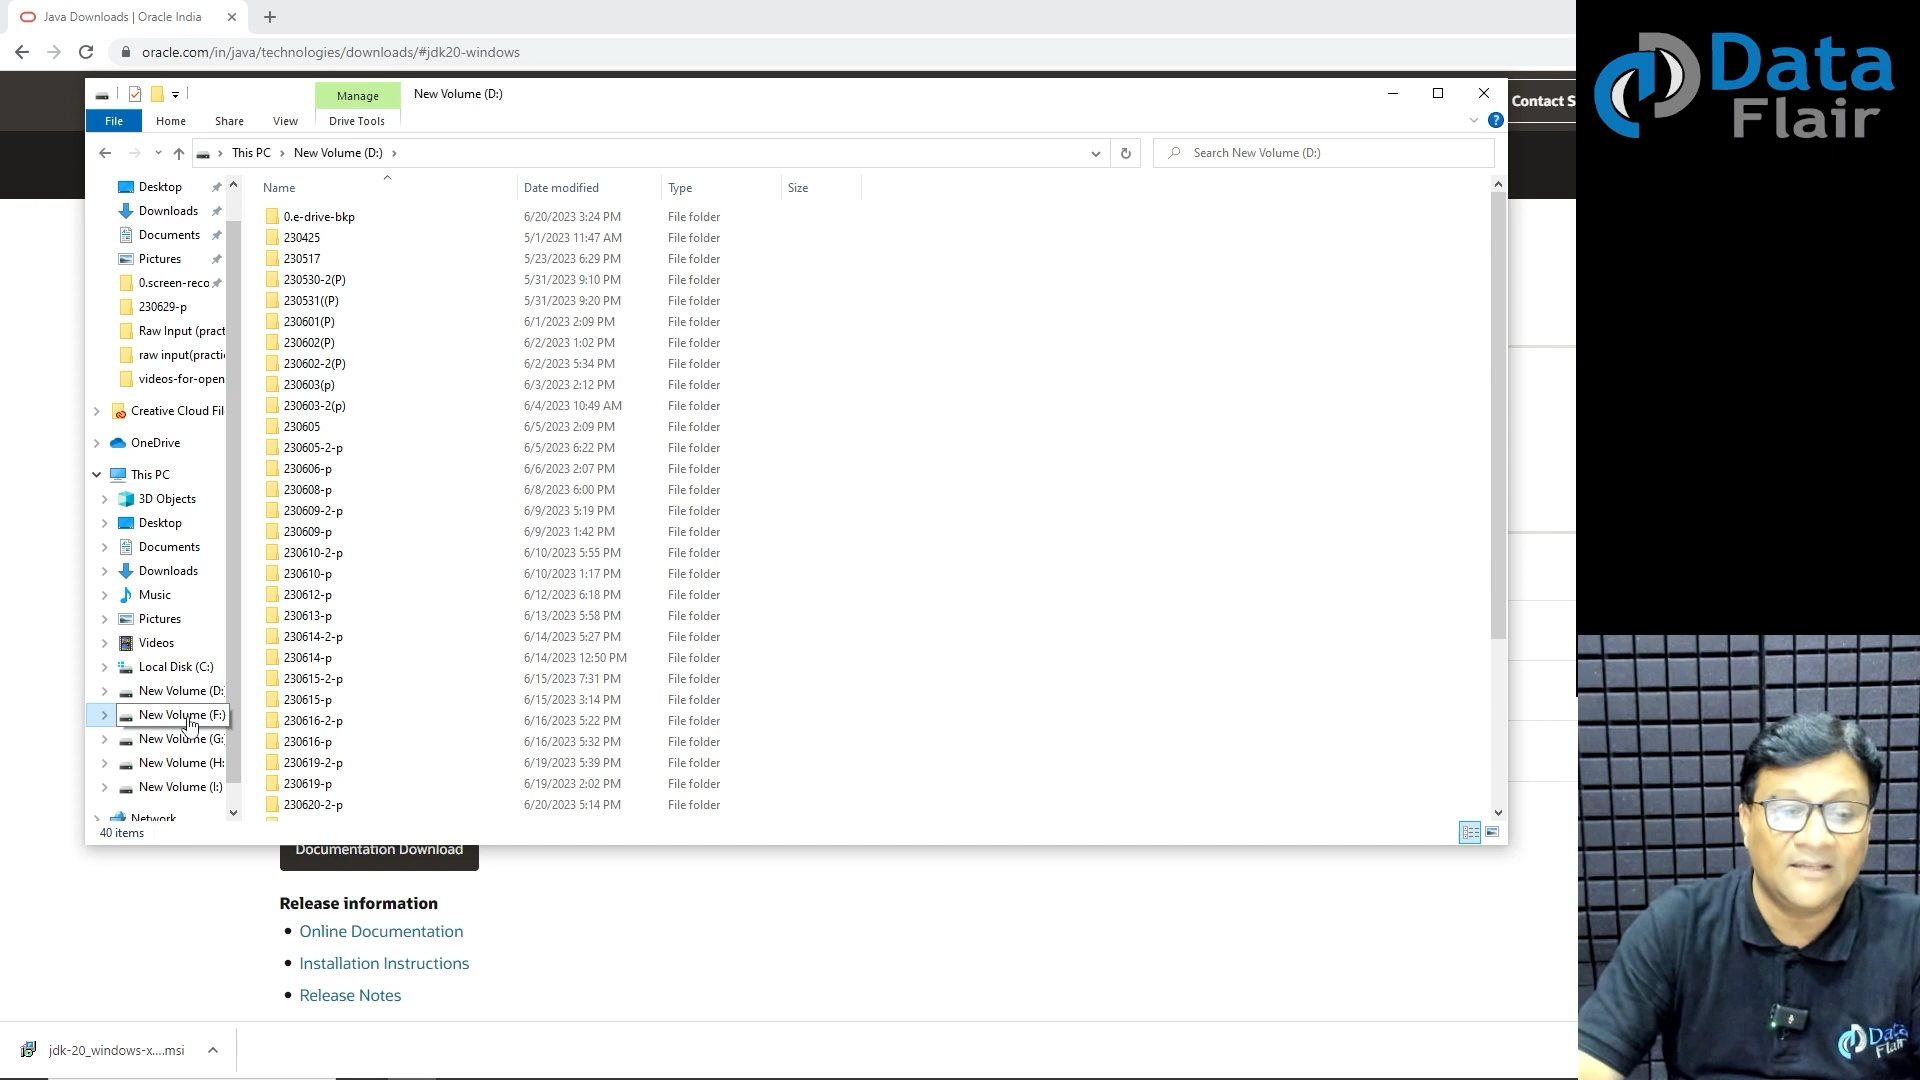 Java Downloads | Oracle India
oracle.com/in/java/technologies/downloads/#jdk20-windows
Data
Flair
Contact S
Manage
New Volume (D:)
File
Home
Share
View
Drive Tools
This PC
New Volume (D:)
Search New Volume (D:)
Desktop
Downloads
Documents
Pictures
0.screen-reco
230629-p
Raw Input (pract
raw input(practi
videos-for-open
Creative Cloud Fil
OneDrive
This PC
3D Objects
Desktop
Documents
Downloads
Music
Pictures
Videos
Local Disk (C:)
New Volume (D:
New Volume (F:)
New Volume (G:
New Volume (H:
New Volume (I:)
Network
Name Date modified Type Size
0.e-drive-bkp 6/20/2023 3:24 PM File folder
230425 5/1/2023 11:47 AM File folder
230517 5/23/2023 6:29 PM File folder
230530-2(P) 5/31/2023 9:10 PM File folder
230531((P) 5/31/2023 9:20 PM File folder
230601(P) 6/1/2023 2:09 PM File folder
230602(P) 6/2/2023 1:02 PM File folder
230602-2(P) 6/2/2023 5:34 PM File folder
230603(p) 6/3/2023 2:12 PM File folder
230603-2(p) 6/4/2023 10:49 AM File folder
230605 6/5/2023 2:09 PM File folder
230605-2-p 6/5/2023 6:22 PM File folder
230606-p 6/6/2023 2:07 PM File folder
230608-p 6/8/2023 6:00 PM File folder
230609-2-p 6/9/2023 5:19 PM File folder
230609-p 6/9/2023 1:42 PM File folder
230610-2-p 6/10/2023 5:55 PM File folder
230610-p 6/10/2023 1:17 PM File folder
230612-p 6/12/2023 6:18 PM File folder
230613-p 6/13/2023 5:58 PM File folder
230614-2-p 6/14/2023 5:27 PM File folder
230614-p 6/14/2023 12:50 PM File folder
230615-2-p 6/15/2023 7:31 PM File folder
230615-p 6/15/2023 3:14 PM File folder
230616-2-p 6/16/2023 5:22 PM File folder
230616-p 6/16/2023 5:32 PM File folder
230619-2-p 6/19/2023 5:39 PM File folder
230619-p 6/19/2023 2:02 PM File folder
230620-2-p 6/20/2023 5:14 PM File folder
40 items
Documentation Download
Release information
Online Documentation
Installation Instructions
Release Notes
jdk-20_windows-x....msi
Data
Flair